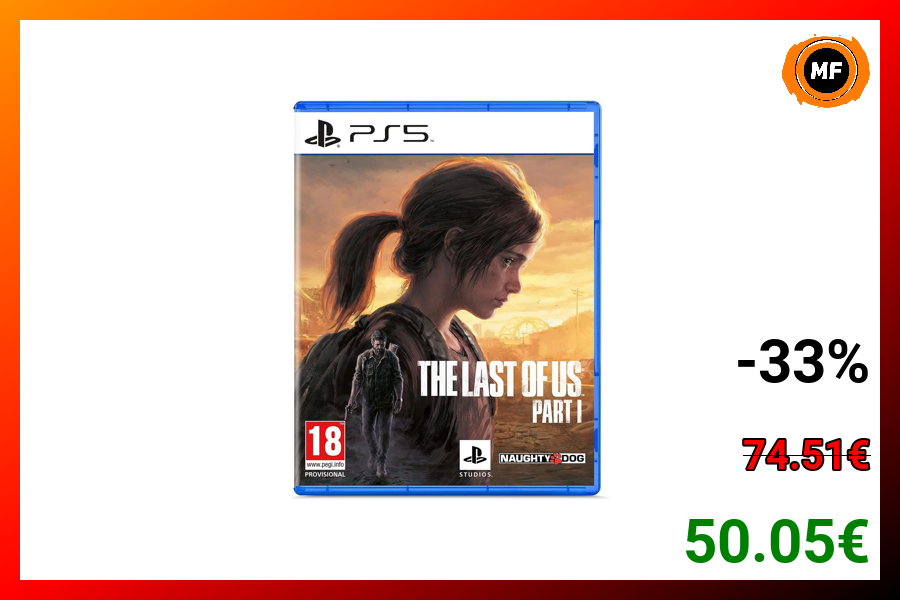 MF
PS5
THE LAST OF US
PART I
18
www.pegi.info
PROVISIONAL
STUDIOS
NAUGHTY DOG
-33%
74.51€
50.05€